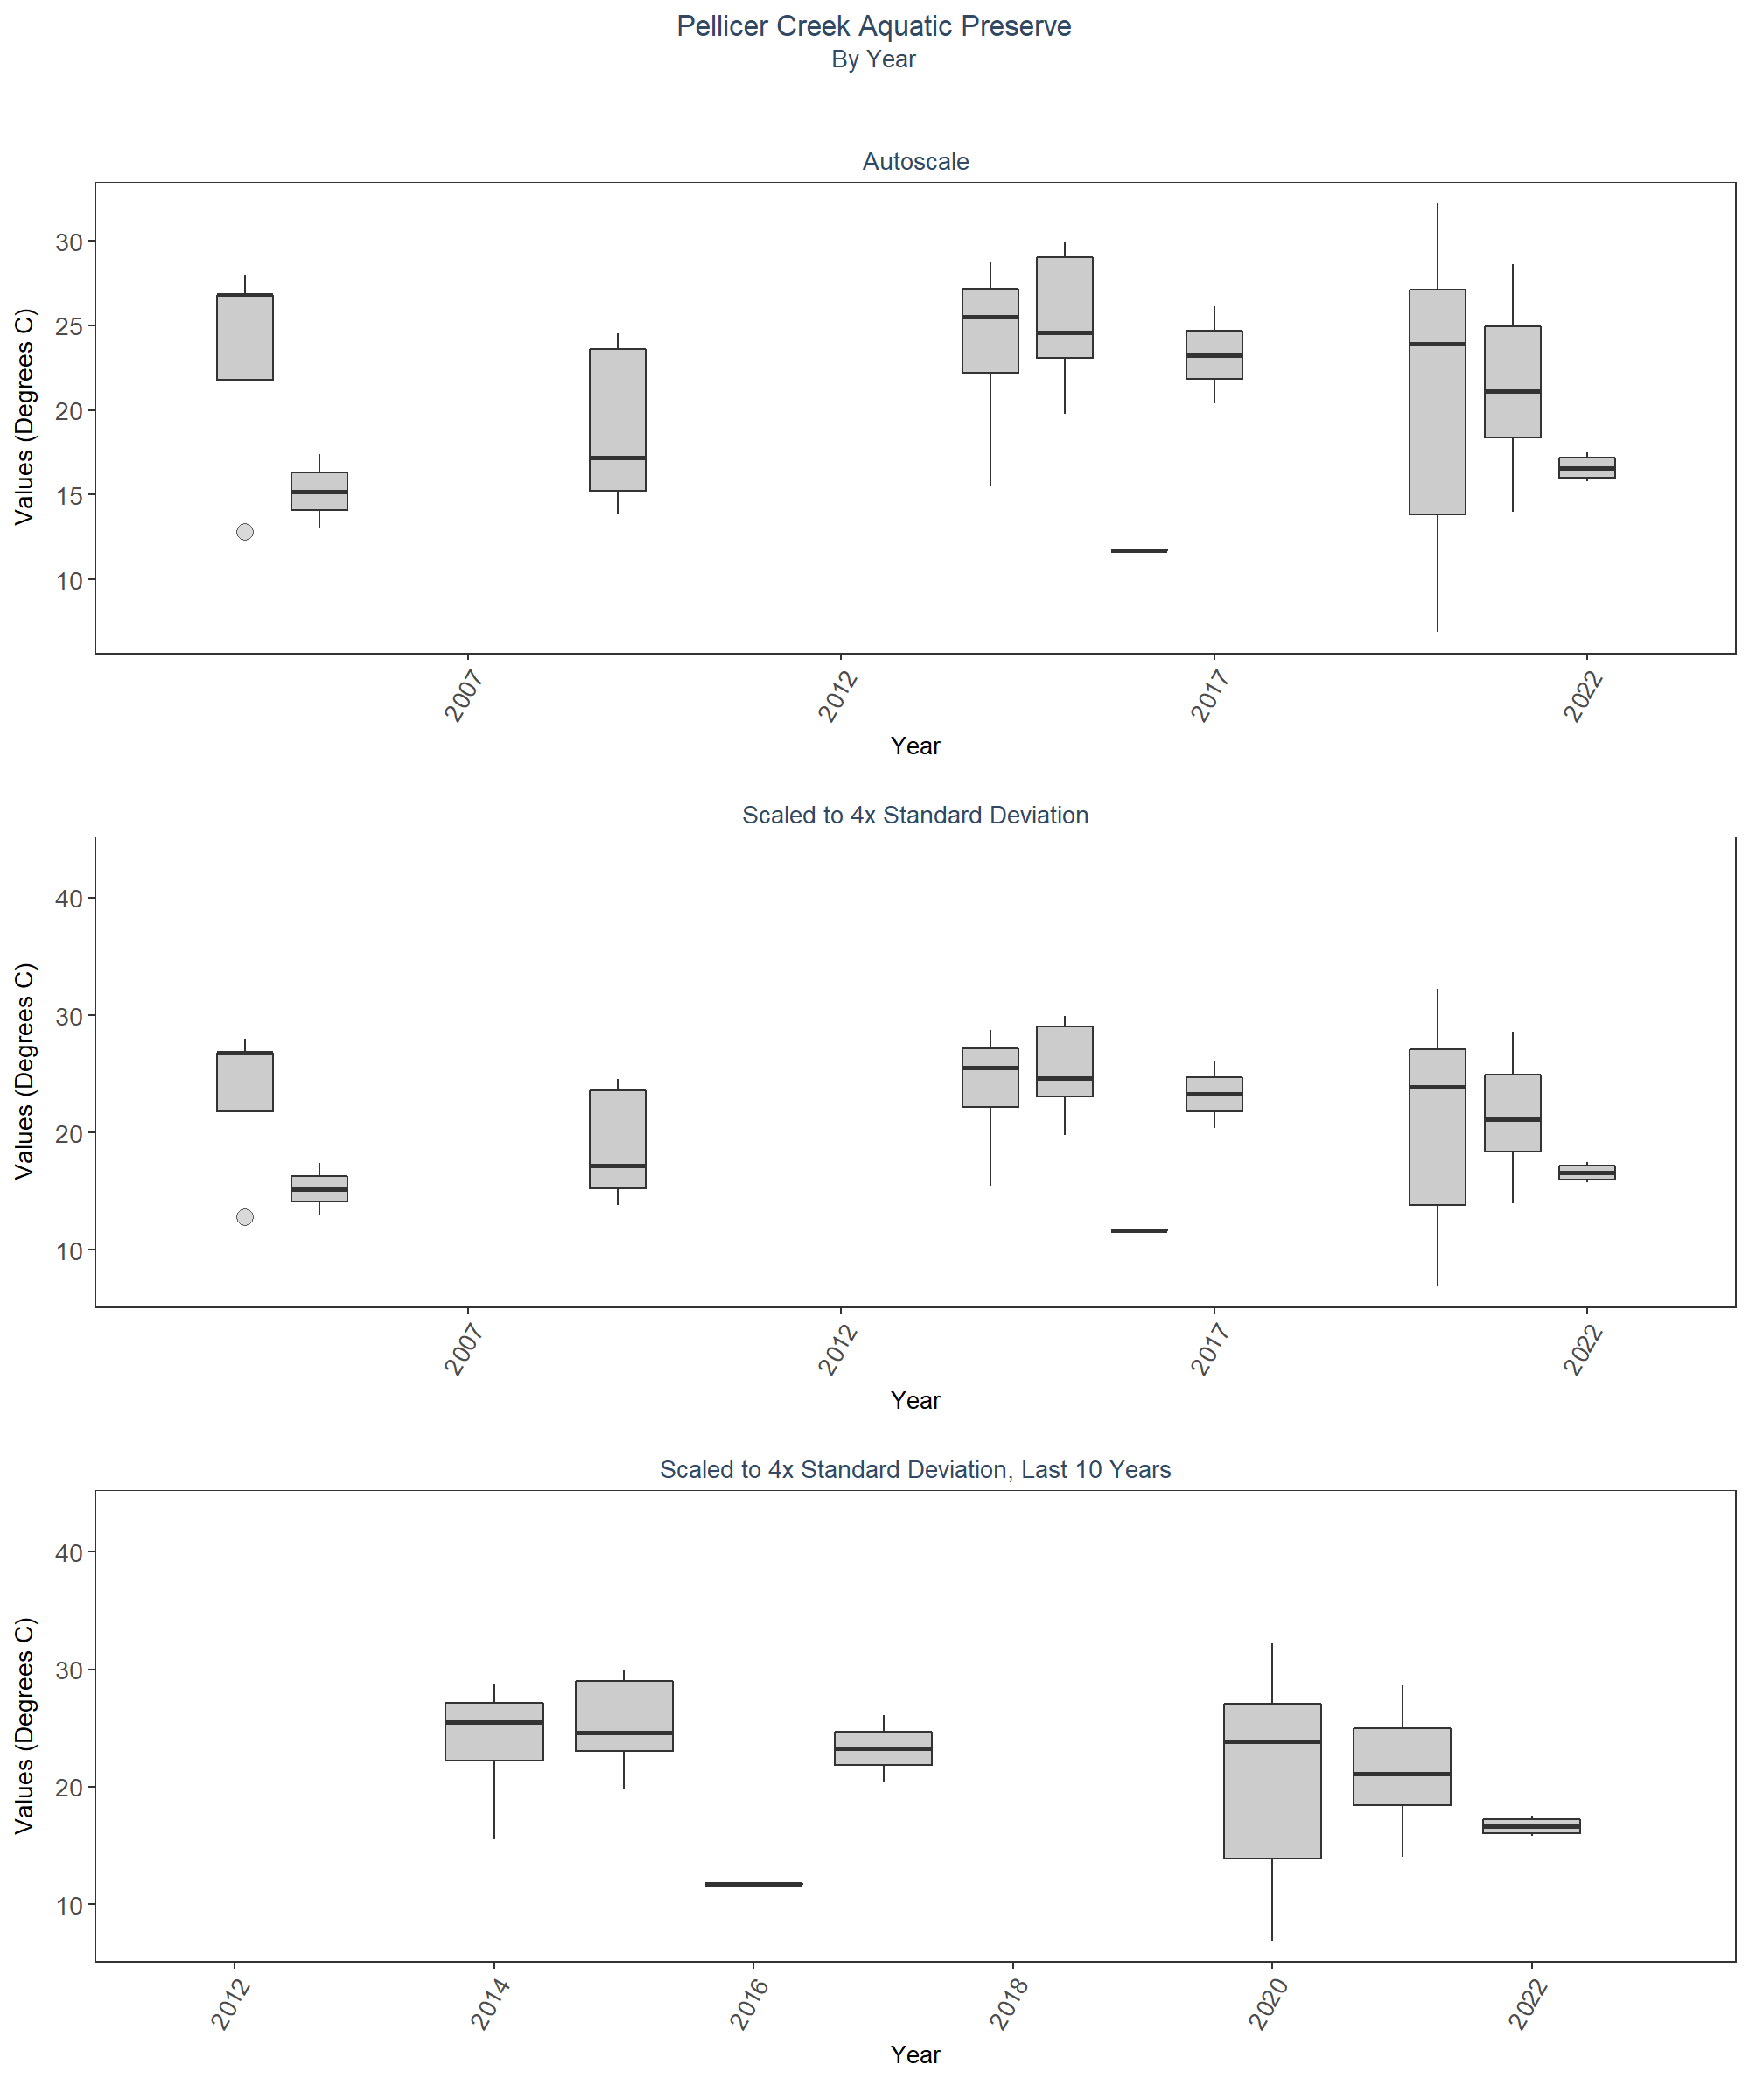 Pellicer Creek Aquatic Preserve
By Year
Autoscale
Values (Degrees C)
30
25
20
15
10
2007
2012
2017
2022
Year
Scaled to 4x Standard Deviation
Values (Degrees C)
40
30
20
10
2007
2012
2017
2022
Year
Scaled to 4x Standard Deviation, Last 10 Years
Values (Degrees C)
40
30
20
10
2012
2014
2016
2018
2020
2022
Year